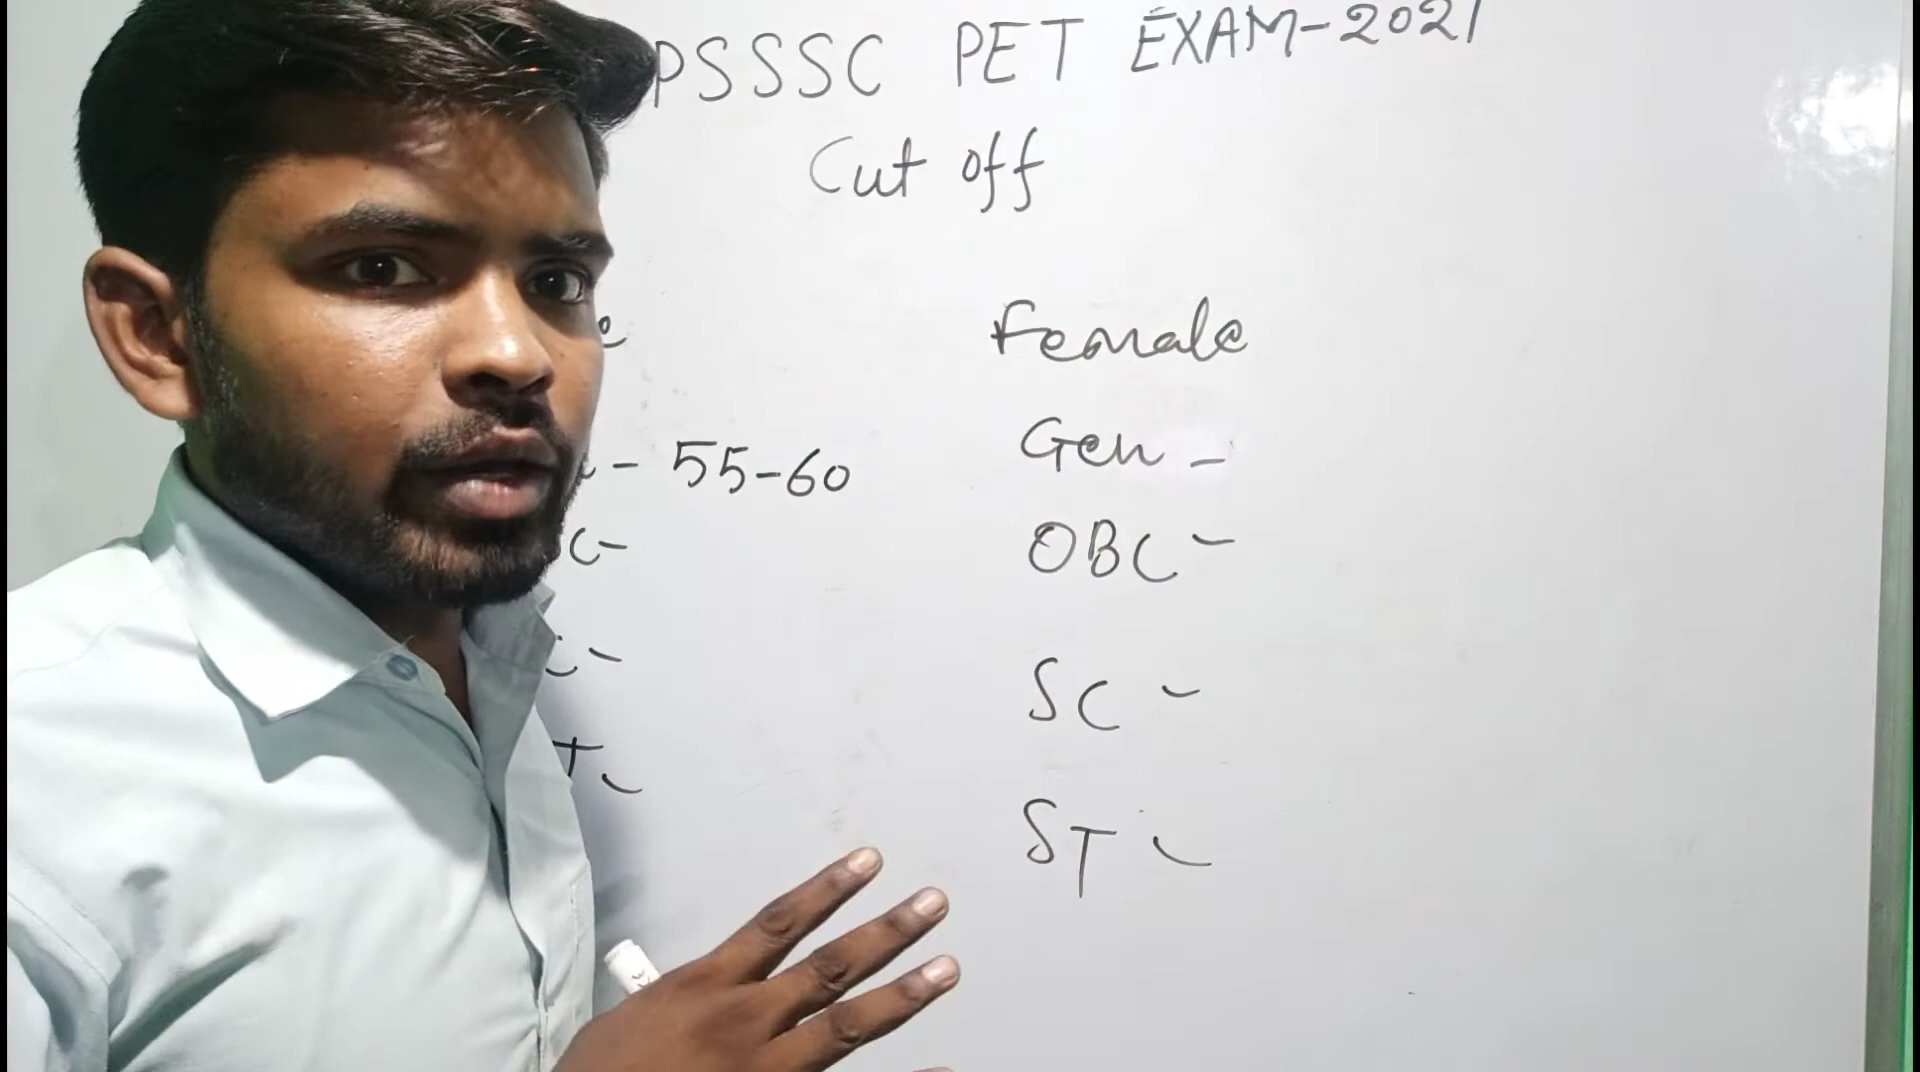 PSSSC PET EXAM-2021
Cut off
Female
- 55-60
Gen -
C-
OBC -
-
SC -
T-
ST -